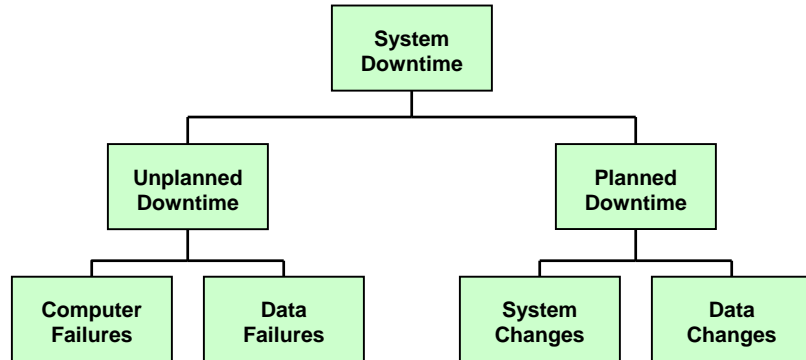 System
Downtime
Unplanned
Downtime
Planned
Downtime
Computer
Failures
Data
Failures
System
Changes
Data
Changes